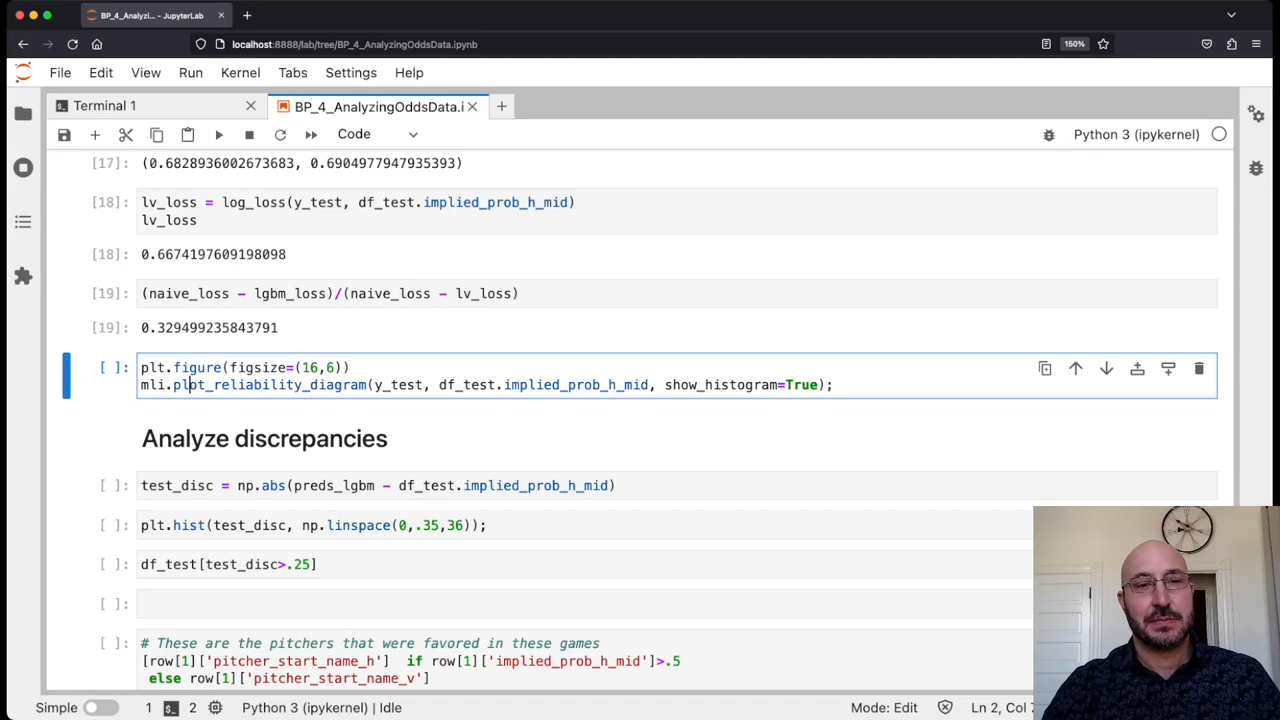 BP_4_Analyzi... - JupyterLab
localhost:8888/lab/tree/BP_4_AnalyzingOddsData.ipynb
150%
File Edit View Run Kernel Tabs Settings Help
Terminal 1
BP_4_AnalyzingOddsData.i
Code
Python 3 (ipykernel)
[17]: (0.6828936002673683, 0.6904977947935393)
[18]: lv_loss = log_loss(y_test, df_test.implied_prob_h_mid)
lv_loss
[18]: 0.6674197609198098
[19]: (naive_loss - lgbm_loss)/(naive_loss - lv_loss)
[19]: 0.329499235843791
[ ]: plt.figure(figsize=(16,6))
mli.plot_reliability_diagram(y_test, df_test.implied_prob_h_mid, show_histogram=True);
Analyze discrepancies
[ ]: test_disc = np.abs(preds_lgbm - df_test.implied_prob_h_mid)
[ ]: plt.hist(test_disc, np.linspace(0,.35,36));
[ ]: df_test[test_disc>.25]
[ ]:
[ ]: # These are the pitchers that were favored in these games
[row[1]['pitcher_start_name_h'] if row[1]['implied_prob_h_mid']>.5
else row[1]['pitcher_start_name_v']
Simple 1 2 Python 3 (ipykernel) | Idle
Mode: Edit
Ln 2, Col 7